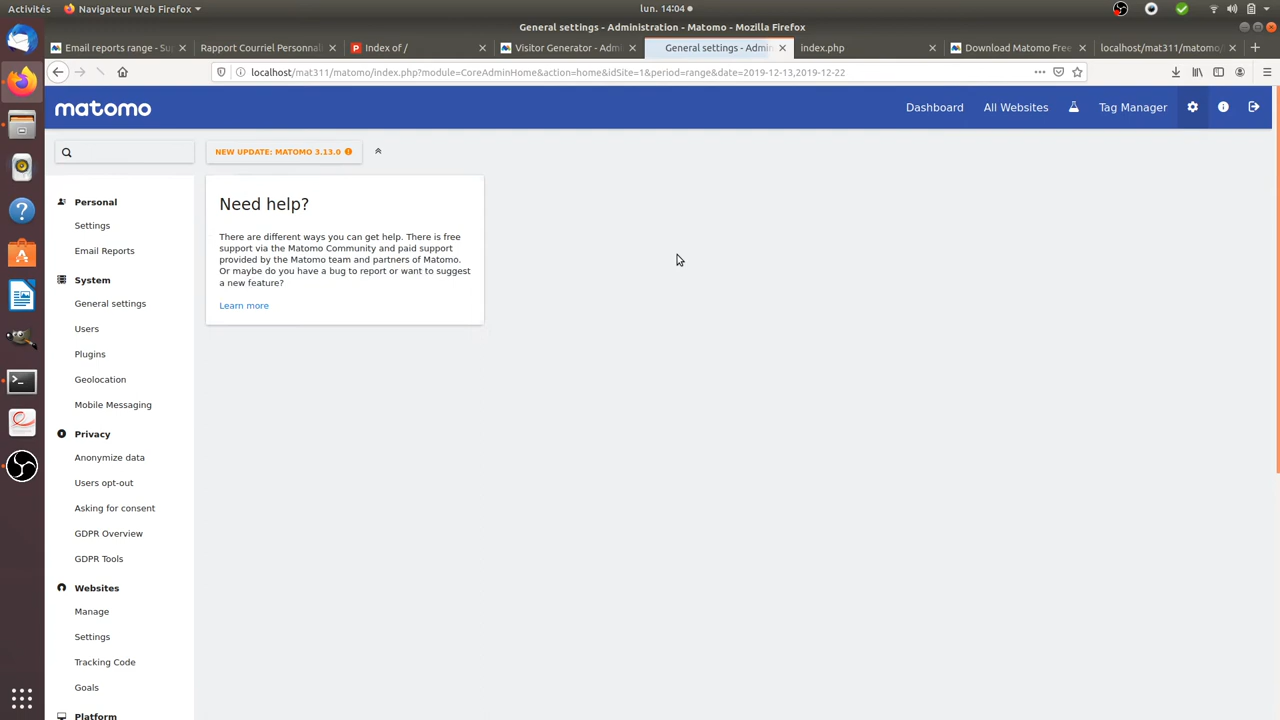 Activités Navigateur Web Firefox lun. 14:04
General settings - Administration - Matomo - Mozilla Firefox
Email reports range - Su
Rapport Courriel Personnal
Index of /
Visitor Generator - Admi
General settings - Admin
index.php
Download Matomo Free
localhost/mat311/matomo/
localhost/mat311/matomo/index.php?module=CoreAdminHome&action=home&idSite=1&period=range&date=2019-12-13,2019-12-22
matomo
Dashboard
All Websites
Tag Manager
NEW UPDATE: MATOMO 3.13.0
Personal
Settings
Email Reports
System
General settings
Users
Plugins
Geolocation
Mobile Messaging
Privacy
Anonymize data
Users opt-out
Asking for consent
GDPR Overview
GDPR Tools
Websites
Manage
Settings
Tracking Code
Goals
Platform
Need help?
There are different ways you can get help. There is free
support via the Matomo Community and paid support
provided by the Matomo team and partners of Matomo.
Or maybe do you have a bug to report or want to suggest
a new feature?
Learn more